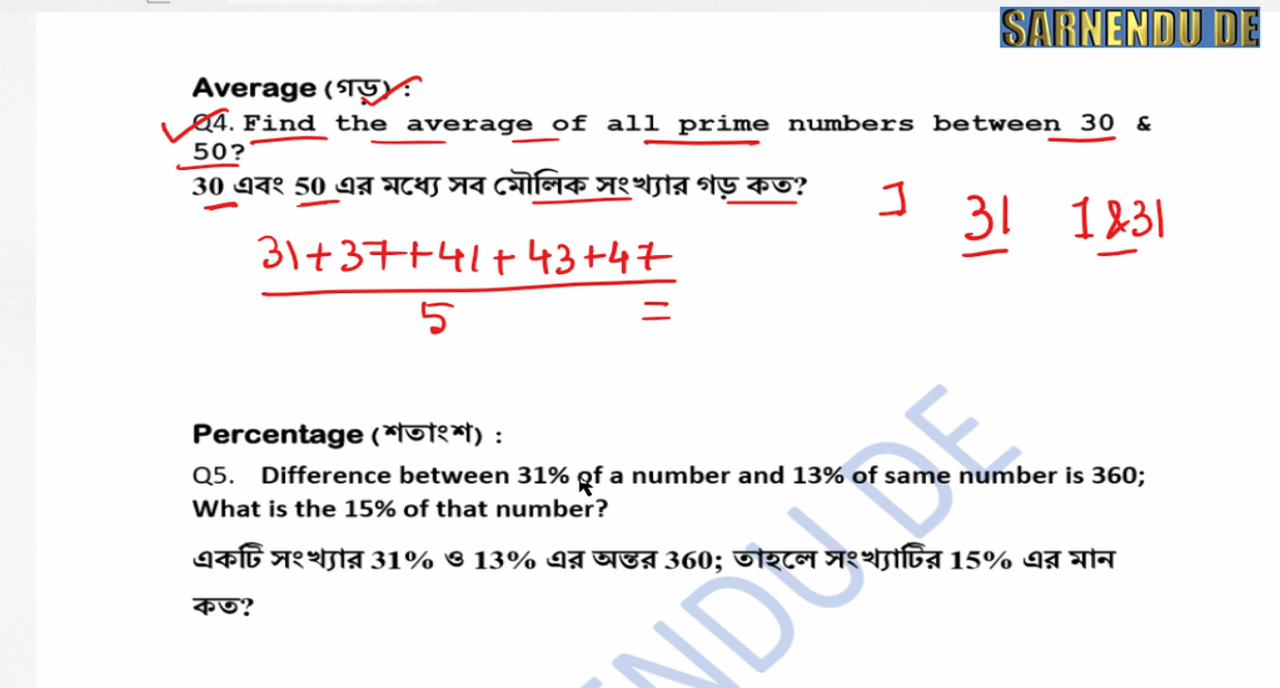 SARNENDU DE
Average (গড়) :
Q4. Find the average of all prime numbers between 30 &
50?
30 এবং 50 এর মধ্যে সব মৌলিক সংখ্যার গড় কত?
31 1&31
31+37+41+43+47
5 =
Percentage (শতাংশ) :
Q5. Difference between 31% of a number and 13% of same number is 360;
What is the 15% of that number?
একটি সংখ্যার 31% ও 13% এর অন্তর 360; তাহলে সংখ্যাটির 15% এর মান
কত?
NDU DE